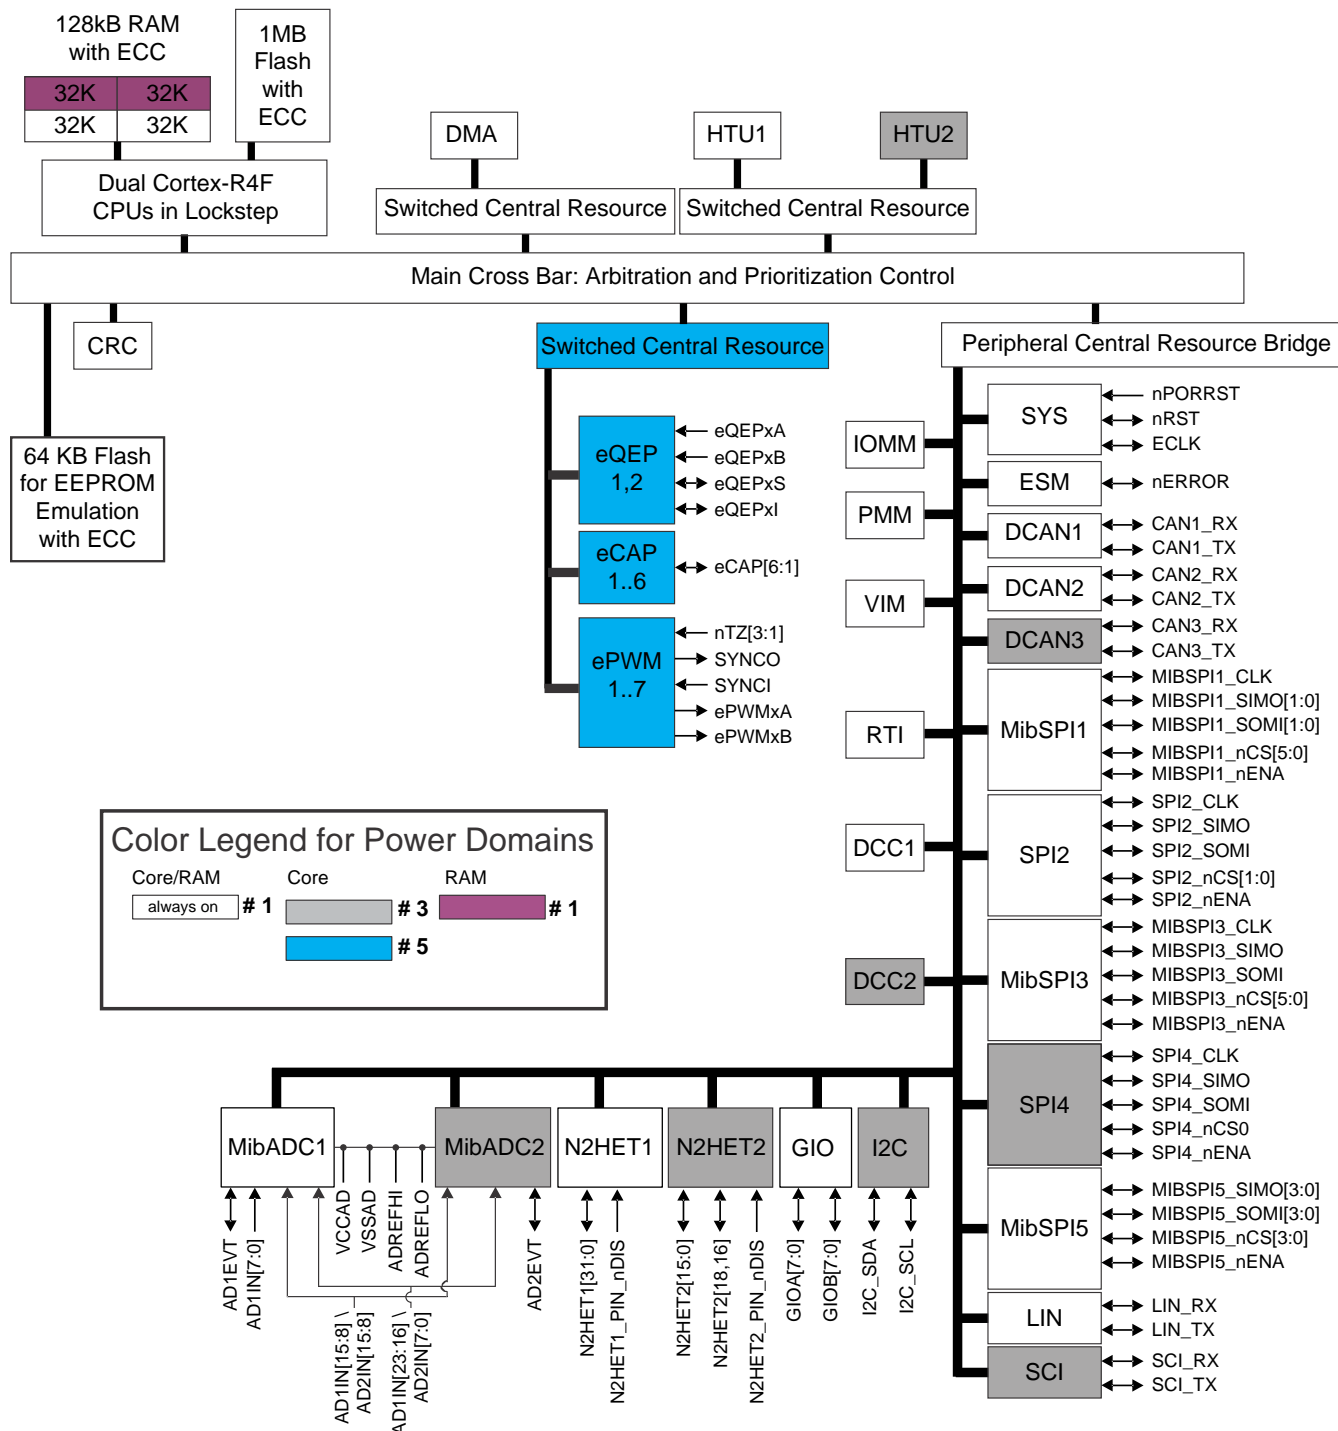 128kB RAM
with ECC
32K 32K
32K 32K
1MB
Flash
with
ECC
DMA
HTU1
HTU2
Dual Cortex-R4F
CPUs in Lockstep
Switched Central Resource
Switched Central Resource
Main Cross Bar: Arbitration and Prioritization Control
CRC
Switched Central Resource
Peripheral Central Resource Bridge
64 KB Flash
for EEPROM
Emulation
with ECC
eQEP
1,2
eQEPxA
eQEPxB
eQEPxS
eQEPxI
eCAP
1..6
eCAP[6:1]
ePWM
1..7
nTZ[3:1]
SYNCO
SYNCI
ePWMxA
ePWMxB
IOMM
PMM
VIM
RTI
DCC1
DCC2
SYS
nPORRST
nRST
ECLK
ESM
nERROR
DCAN1
CAN1_RX
CAN1_TX
DCAN2
CAN2_RX
CAN2_TX
DCAN3
CAN3_RX
CAN3_TX
MibSPI1
MIBSPI1_CLK
MIBSPI1_SIMO[1:0]
MIBSPI1_SOMI[1:0]
MIBSPI1_nCS[5:0]
MIBSPI1_nENA
SPI2
SPI2_CLK
SPI2_SIMO
SPI2_SOMI
SPI2_nCS[1:0]
SPI2_nENA
MibSPI3
MIBSPI3_CLK
MIBSPI3_SIMO
MIBSPI3_SOMI
MIBSPI3_nCS[5:0]
MIBSPI3_nENA
SPI4
SPI4_CLK
SPI4_SIMO
SPI4_SOMI
SPI4_nCS0
SPI4_nENA
MibSPI5
MIBSPI5_SIMO[3:0]
MIBSPI5_SOMI[3:0]
MIBSPI5_nCS[3:0]
MIBSPI5_nENA
LIN
LIN_RX
LIN_TX
SCI
SCI_RX
SCI_TX
Color Legend for Power Domains
Core/RAM Core RAM
always on # 1 # 3 # 1
# 5
MibADC1
MibADC2
N2HET1
N2HET2
GIO
I2C
AD1EVT
AD1IN[7:0]
AD1IN[15:8] \
AD2IN[15:8]
VCCAD
VSSAD
ADREFHI
ADREFLO
AD1IN[23:16] \
AD2IN[7:0]
AD2EVT
N2HET1[31:0]
N2HET1_PIN_nDIS
N2HET2[15:0]
N2HET2[18,16]
N2HET2_PIN_nDIS
GIOA[7:0]
GIOB[7:0]
I2C_SDA
I2C_SCL